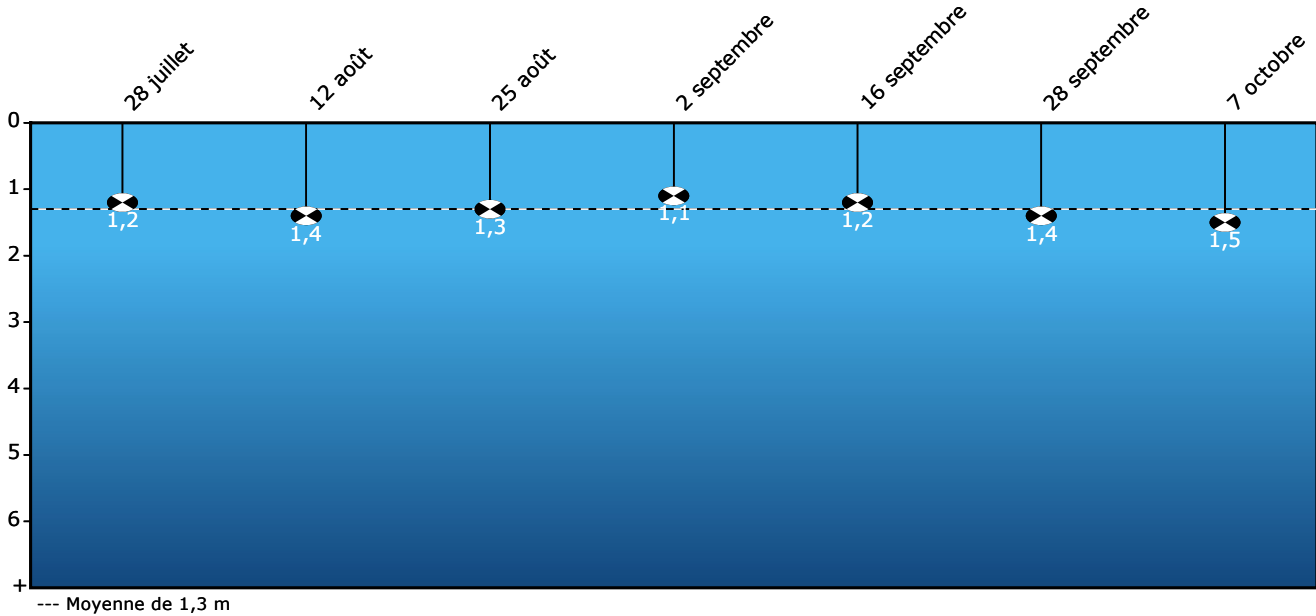 28 juillet
12 août
25 août
2 septembre
16 septembre
28 septembre
7 octobre
0
1
2
3
4
5
6
+
1,2
1,4
1,3
1,1
1,2
1,4
1,5
--- Moyenne de 1,3 m